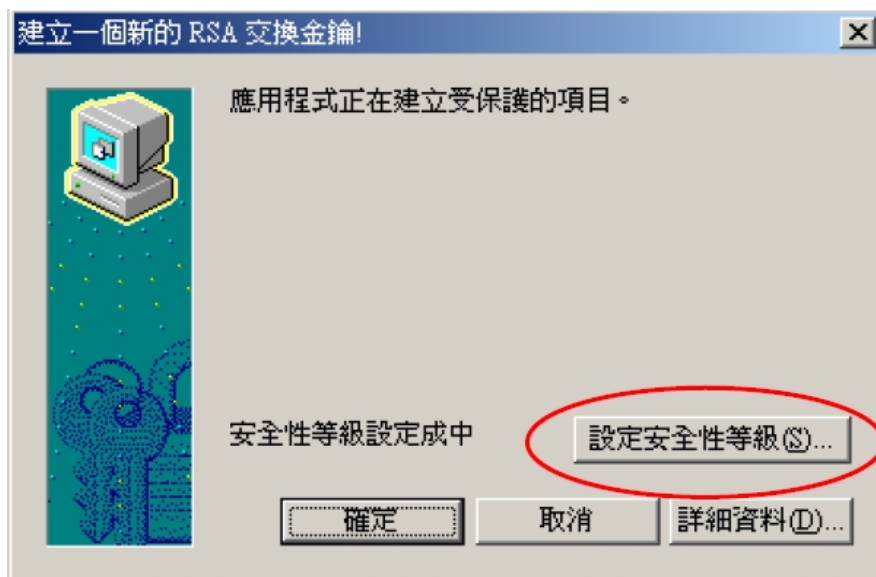 建立一個新的 RSA 交換金鑰!
應用程式正在建立受保護的項目。
安全性等級設定成中
設定安全性等級(S)...
確定
取消
詳細資料(D)...